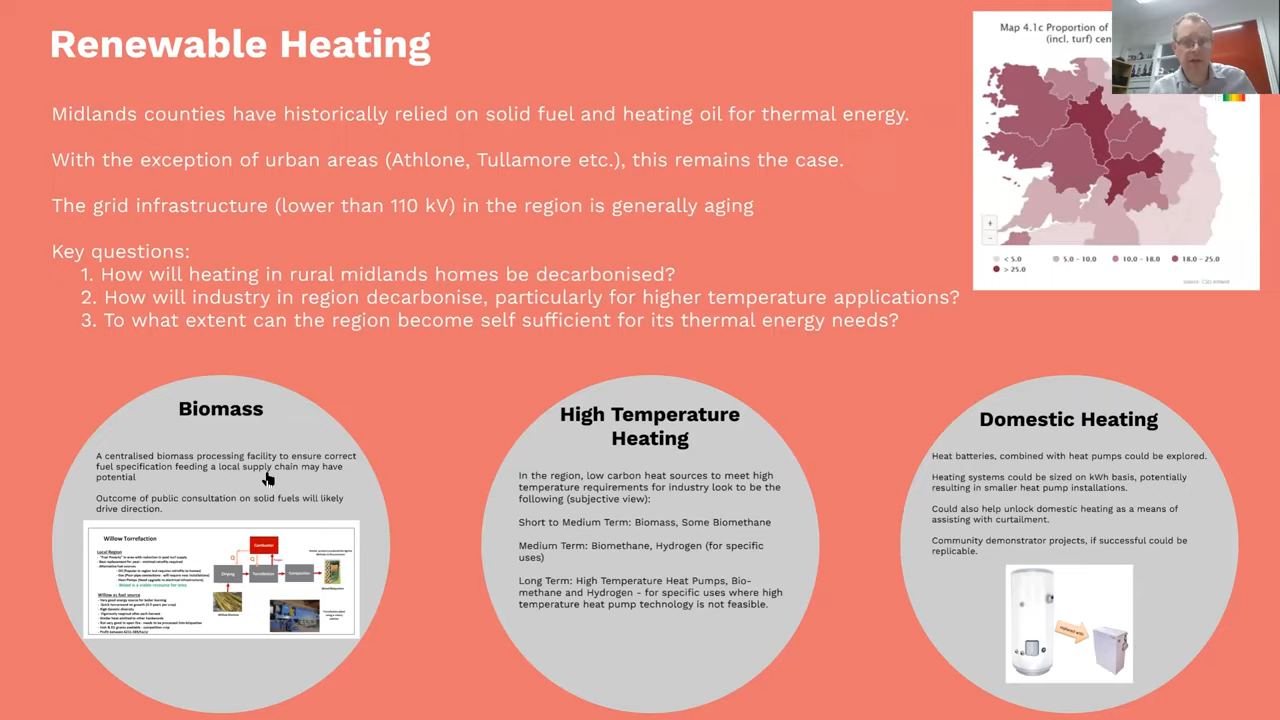 Renewable Heating
Midlands counties have historically relied on solid fuel and heating oil for thermal energy.
With the exception of urban areas (Athlone, Tullamore etc.), this remains the case.
The grid infrastructure (lower than 110 kV) in the region is generally aging
Key questions:
1. How will heating in rural midlands homes be decarbonised?
2. How will industry in region decarbonise, particularly for higher temperature applications?
3. To what extent can the region become self sufficient for its thermal energy needs?
Map 4.1c Proportion of
(incl. turf) cen
+
-
< 5.0
5.0 – 10.0
10.0 – 18.0
18.0 – 25.0
> 25.0
Biomass
A centralised biomass processing facility to ensure correct
fuel specification feeding a local supply chain may have
potential
Outcome of public consultation on solid fuels will likely
drive direction.
Willow Torrefaction
Local Region
Combustor
Drying
Torrefaction
Willow as fuel source
High Temperature
Heating
In the region, low carbon heat sources to meet high
temperature requirements for industry look to be the
following (subjective view):
Short to Medium Term: Biomass, Some Biomethane
Medium Term: Biomethane, Hydrogen (for specific
uses)
Long Term: High Temperature Heat Pumps, Bio-
methane and Hydrogen - for specific uses where high
temperature heat pump technology is not feasible.
Domestic Heating
Heat batteries, combined with heat pumps could be explored.
Heating systems could be sized on kWh basis, potentially
resulting in smaller heat pump installations.
Could also help unlock domestic heating as a means of
assisting with curtailment.
Community demonstrator projects, if successful could be
replicable.
replaced with